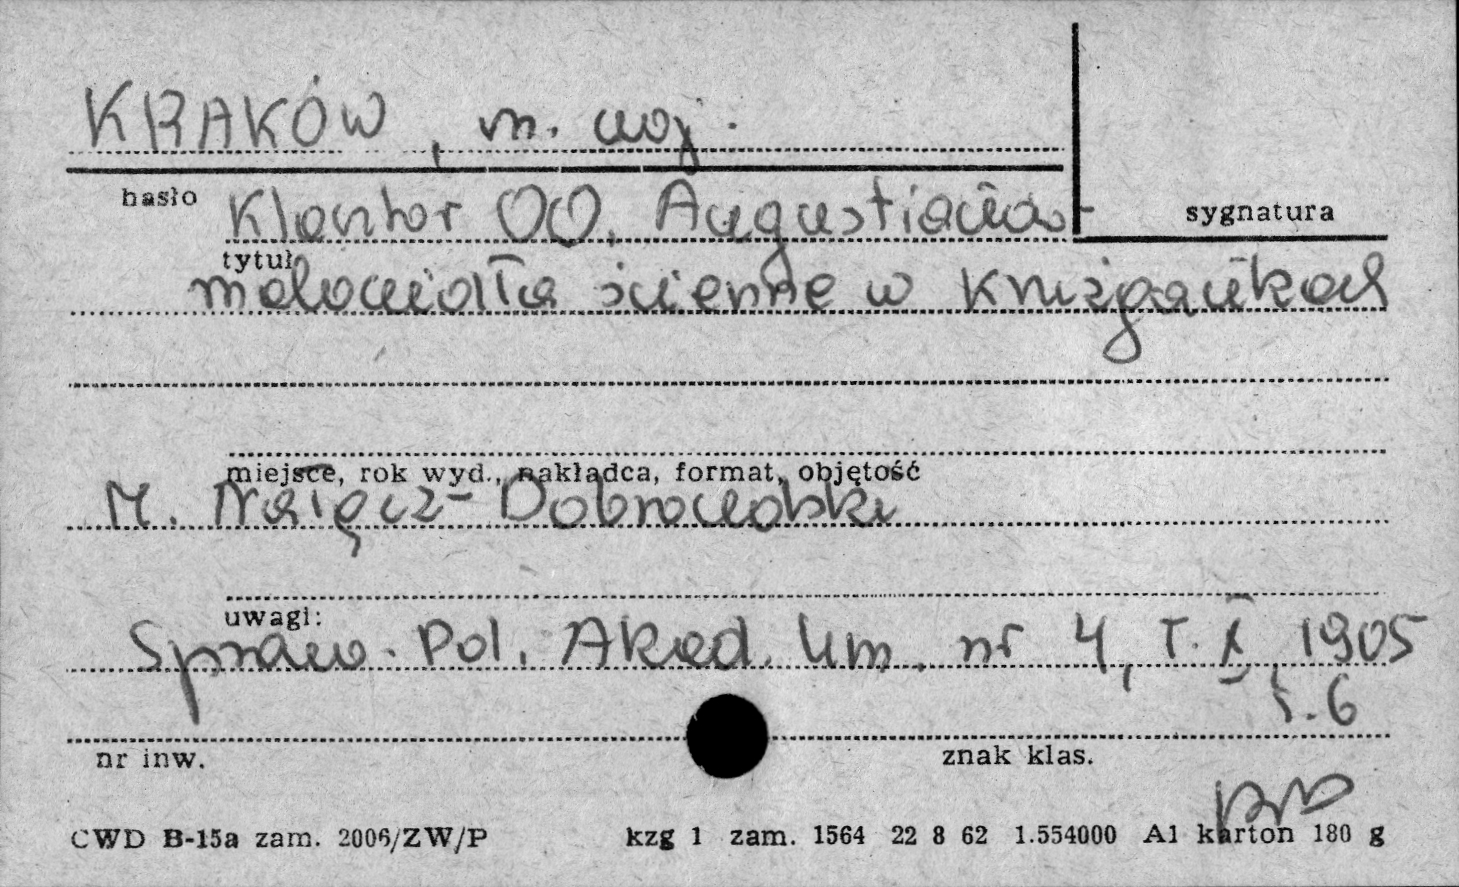 KRAKÓW, m. woj.
hasło
Klasztor OO. Augustianów-
sygnatura
tytuł
malowidła ścienne w krużgankach
miejsce, rok wyd., nakładca, format, objętość
M. Nałęcz-Dobrowolski
uwagi:
Spraw. Pol. Akad. Um. nr 4, T. X 1905
s. 6
nr inw.
znak klas.
CWD B-15a zam. 2006/ZW/P kzg 1 zam. 1564 22 8 62 1.554000 A1 karton 180 g